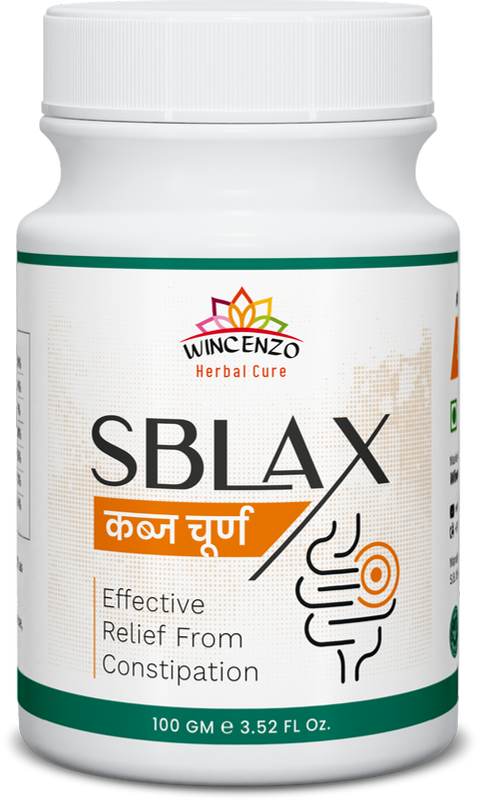 WINCENZO
Herbal Cure
SBLAX
कब्ज चूर्ण
Effective
Relief From
Constipation
100 GM ℮ 3.52 FL Oz.